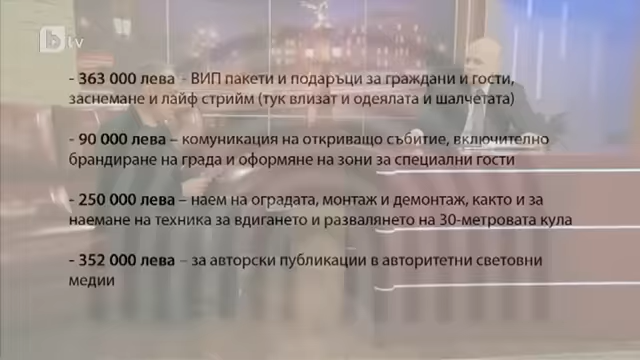 btv
- 363 000 лева - ВИП пакети и подаръци за граждани и гости,
заснемане и лайф стрийм (тук влизат и одеялата и шалчетата)
- 90 000 лева – комуникация на откриващо събитие, включително
брандиране на града и оформяне на зони за специални гости
- 250 000 лева – наем на оградата, монтаж и демонтаж, както и за
наемане на техника за вдигането и развалянето на 30-метровата кула
- 352 000 лева – за авторски публикации в авторитетни световни
медии